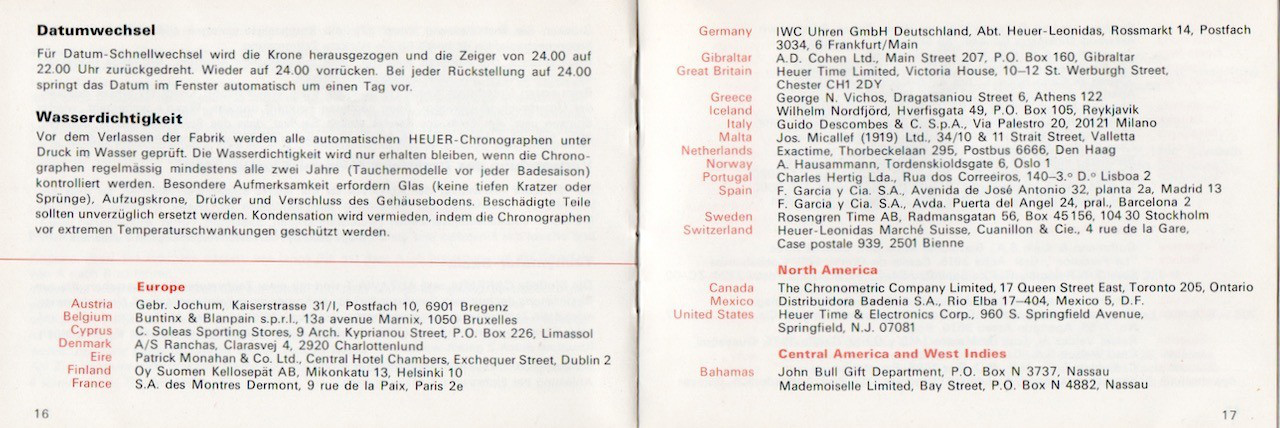 Datumwechsel
Für Datum-Schnellwechsel wird die Krone herausgezogen und die Zeiger von 24.00 auf
22.00 Uhr zurückgedreht. Wieder auf 24.00 vorrücken. Bei jeder Rückstellung auf 24.00
springt das Datum im Fenster automatisch um einen Tag vor.
Wasserdichtigkeit
Vor dem Verlassen der Fabrik werden alle automatischen HEUER-Chronographen unter
Druck im Wasser geprüft. Die Wasserdichtigkeit wird nur erhalten bleiben, wenn die Chrono-
graphen regelmässig mindestens alle zwei Jahre (Tauchermodelle vor jeder Badesaison)
kontrolliert werden. Besondere Aufmerksamkeit erfordern Glas (keine tiefen Kratzer oder
Sprünge), Aufzugskrone, Drücker und Verschluss des Gehäusebodens. Beschädigte Teile
sollten unverzüglich ersetzt werden. Kondensation wird vermieden, indem die Chronographen
vor extremen Temperaturschwankungen geschützt werden.
Europe
Austria Gebr. Jochum, Kaiserstrasse 31/I, Postfach 10, 6901 Bregenz
Belgium Buntinx & Blanpain s.p.r.l., 13a avenue Marnix, 1050 Bruxelles
Cyprus C. Soleas Sporting Stores, 9 Arch. Kyprianou Street, P.O. Box 226, Limassol
Denmark A/S Ranchas, Clarasvej 4, 2920 Charlottenlund
Eire Patrick Monahan & Co. Ltd., Central Hotel Chambers, Exchequer Street, Dublin 2
Finland Oy Suomen Kellosepät AB, Mikonkatu 13, Helsinki 10
France S.A. des Montres Dermont, 9 rue de la Paix, Paris 2e
16
Germany IWC Uhren GmbH Deutschland, Abt. Heuer-Leonidas, Rossmarkt 14, Postfach
3034, 6 Frankfurt/Main
Gibraltar A.D. Cohen Ltd., Main Street 207, P.O. Box 160, Gibraltar
Great Britain Heuer Time Limited, Victoria House, 10–12 St. Werburgh Street,
Chester CH1 2DY
Greece George N. Vichos, Dragatsaniou Street 6, Athens 122
Iceland Wilhelm Nordfjörd, Hverfisgata 49, P.O. Box 105, Reykjavik
Italy Guido Descombes & C. S.p.A., Via Palestro 20, 20121 Milano
Malta Jos. Micallef (1919) Ltd., 34/10 & 11 Strait Street, Valletta
Netherlands Exactime, Thorbeckelaan 295, Postbus 6666, Den Haag
Norway A. Hausammann, Tordenskioldsgate 6, Oslo 1
Portugal Charles Hertig Lda., Rua dos Correeiros, 140–3.º D.º Lisboa 2
Spain F. Garcia y Cia. S.A., Avenida de José Antonio 32, planta 2a, Madrid 13
F. Garcia y Cia. S.A., Avda. Puerta del Angel 24, pral., Barcelona 2
Sweden Rosengren Time AB, Radmansgatan 56, Box 45156, 104 30 Stockholm
Switzerland Heuer-Leonidas Marché Suisse, Cuanillon & Cie., 4 rue de la Gare,
Case postale 939, 2501 Bienne
North America
Canada The Chronometric Company Limited, 17 Queen Street East, Toronto 205, Ontario
Mexico Distribuidora Badenia S.A., Rio Elba 17–404, Mexico 5, D.F.
United States Heuer Time & Electronics Corp., 960 S. Springfield Avenue,
Springfield, N.J. 07081
Central America and West Indies
Bahamas John Bull Gift Department, P.O. Box N 3737, Nassau
Mademoiselle Limited, Bay Street, P.O. Box N 4882, Nassau
17